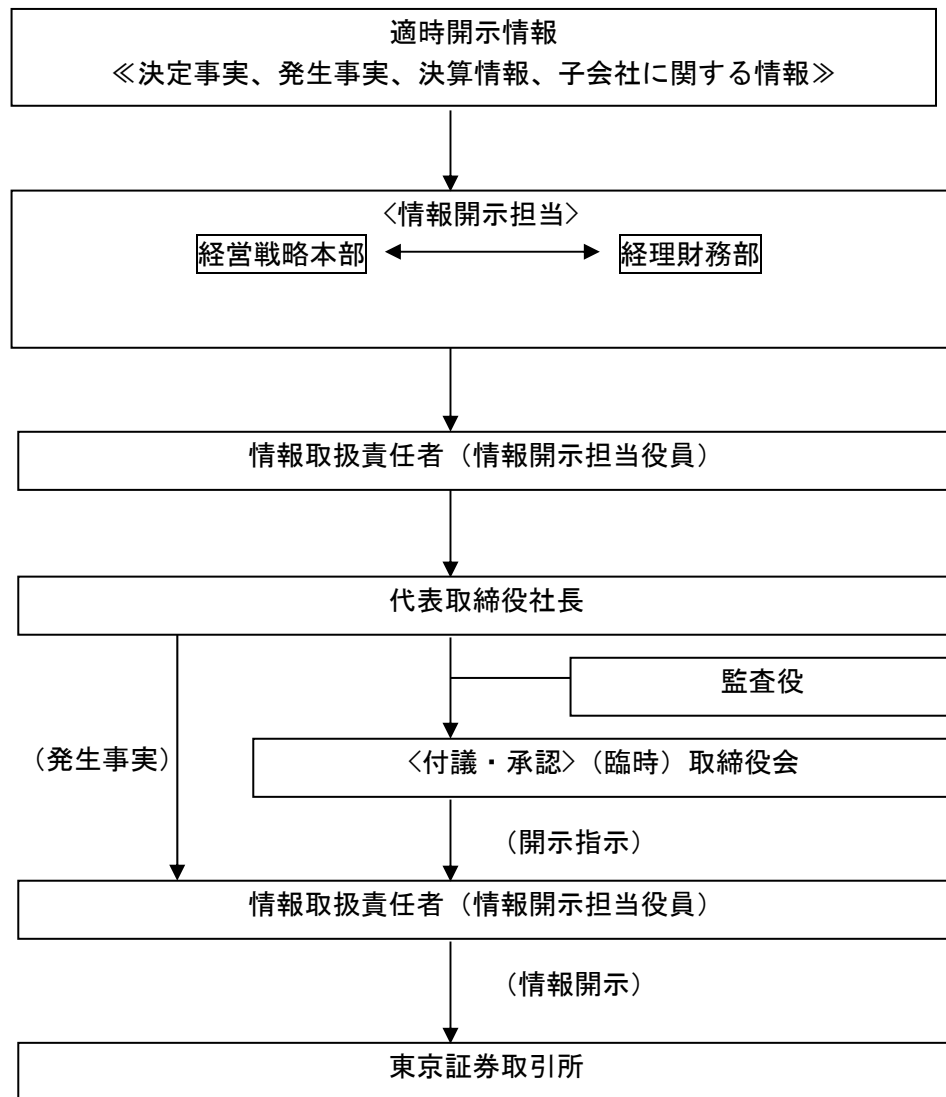 適時開示情報
≪決定事実、発生事実、決算情報、子会社に関する情報≫
<情報開示担当>
経営戦略本部
経理財務部
情報取扱責任者（情報開示担当役員）
代表取締役社長
監査役
（発生事実）
<付議・承認>（臨時）取締役会
（開示指示）
情報取扱責任者（情報開示担当役員）
（情報開示）
東京証券取引所